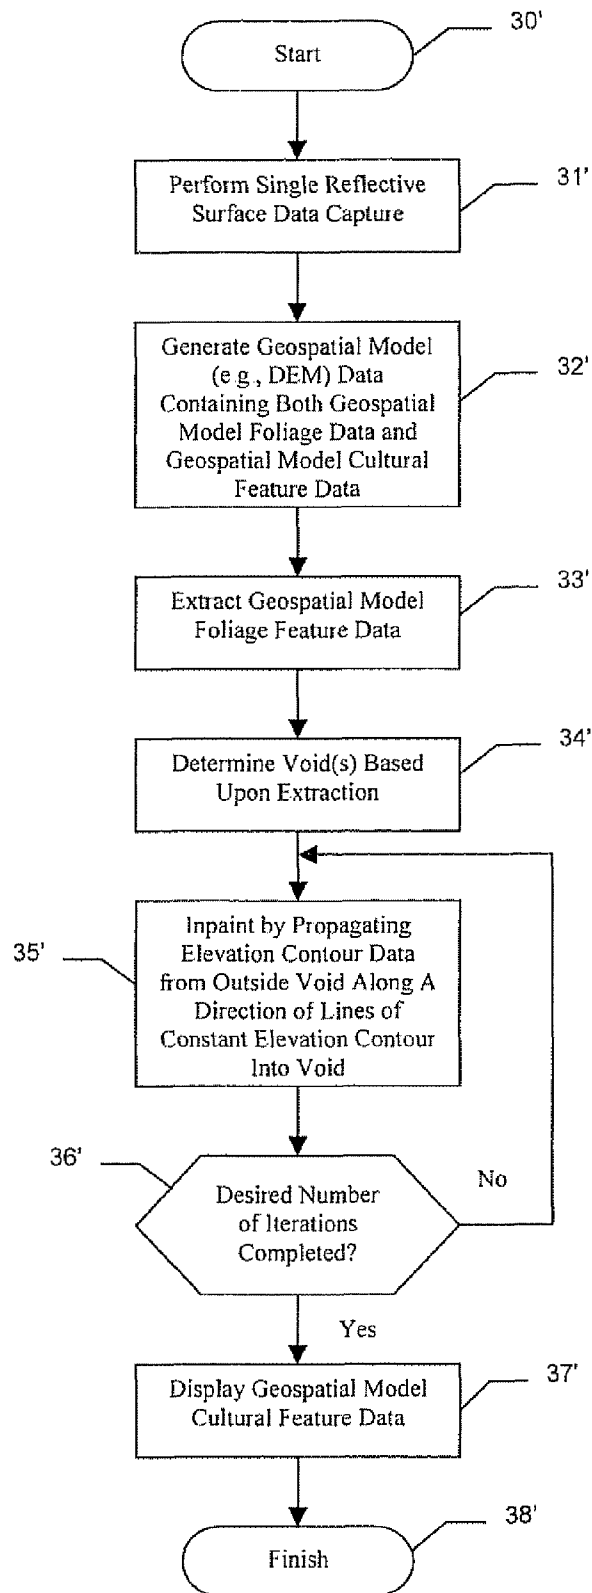 30'
Start
31'
Perform Single Reflective
Surface Data Capture
32'
Generate Geospatial Model
(e.g., DEM) Data
Containing Both Geospatial
Model Foliage Data and
Geospatial Model Cultural
Feature Data
33'
Extract Geospatial Model
Foliage Feature Data
34'
Determine Void(s) Based
Upon Extraction
35'
Inpaint by Propagating
Elevation Contour Data
from Outside Void Along A
Direction of Lines of
Constant Elevation Contour
Into Void
36'
Desired Number
of Iterations
Completed?
No
Yes
37'
Display Geospatial Model
Cultural Feature Data
38'
Finish